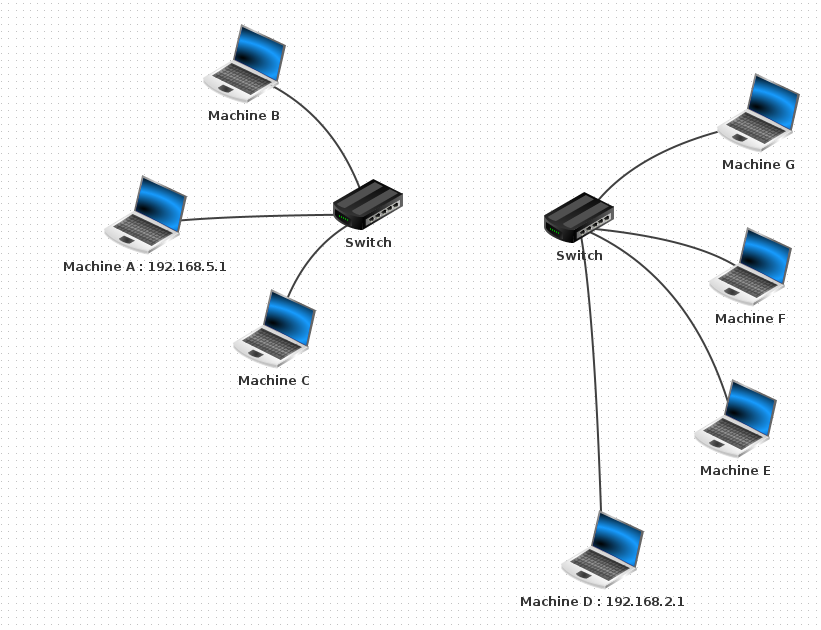 Machine B
Machine G
Switch
Machine A : 192.168.5.1
Switch
Machine F
Machine C
Machine E
Machine D : 192.168.2.1